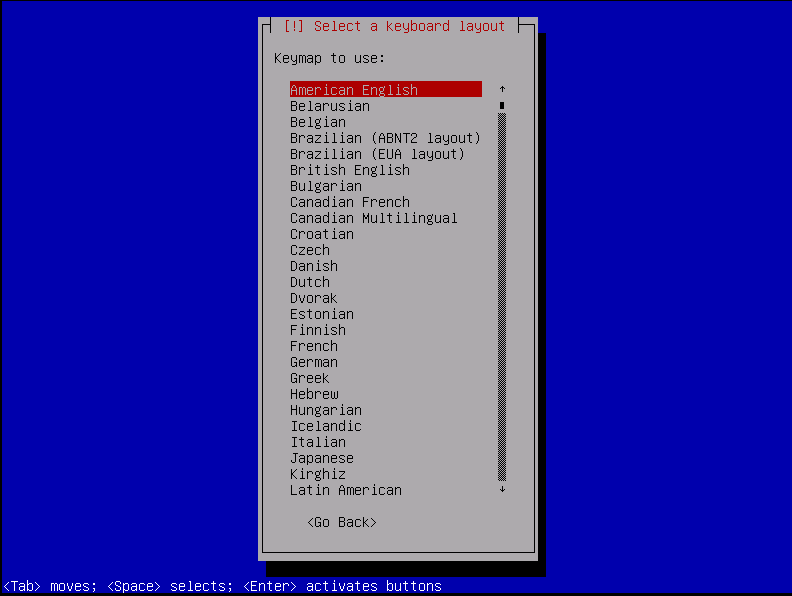 [!] Select a keyboard layout
Keymap to use:
American English
Belarusian
Belgian
Brazilian (ABNT2 layout)
Brazilian (EUA layout)
British English
Bulgarian
Canadian French
Canadian Multilingual
Croatian
Czech
Danish
Dutch
Dvorak
Estonian
Finnish
French
German
Greek
Hebrew
Hungarian
Icelandic
Italian
Japanese
Kirghiz
Latin American
<Go Back>
<Tab> moves; <Space> selects; <Enter> activates buttons